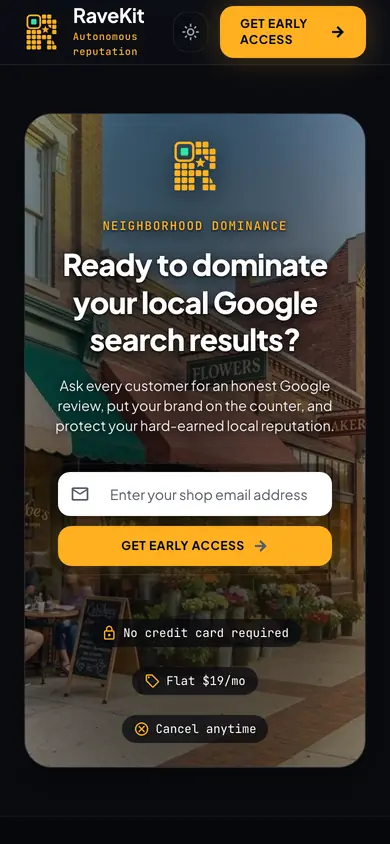 RaveKit
Autonomous
reputation
GET EARLY
ACCESS
NEIGHBORHOOD DOMINANCE
Ready to dominate
your local Google
search results?
FLOWERS
Ask every customer for an honest Google
review, put your brand on the counter, and
protect your hard-earned local reputation.
AKER
Enter your shop email address
GET EARLY ACCESS
No credit card required
Flat $19/mo
Cancel anytime